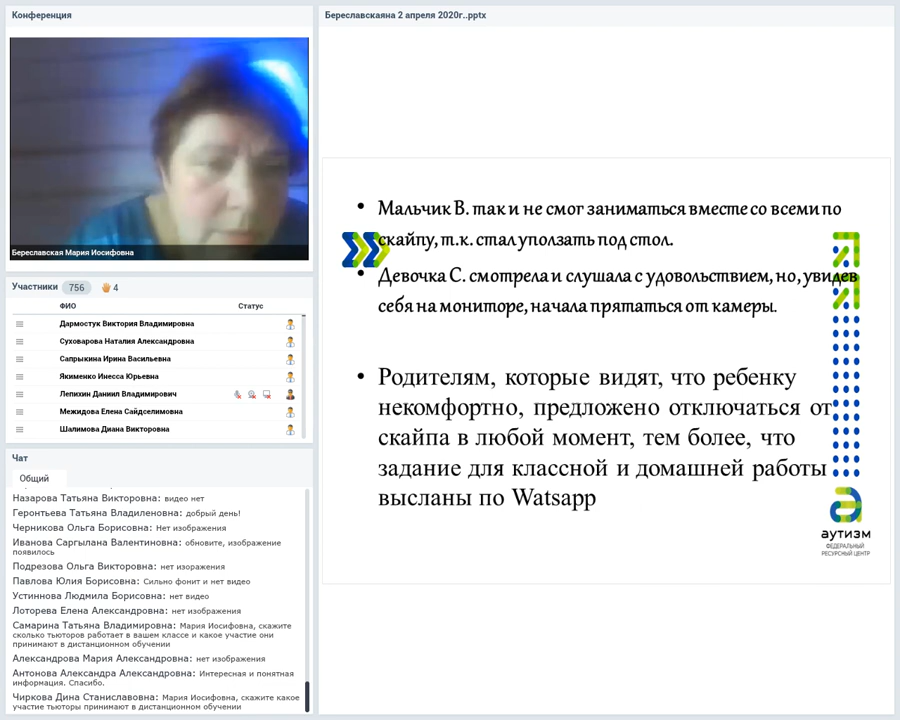 Конференция
Береславская Мария Иосифовна
Участники 756 4
ФИО Статус
Дармостук Виктория Владимировна
Суховарова Наталия Александровна
Сапрыкина Ирина Васильевна
Якименко Инесса Юрьевна
Лепихин Даниил Владимирович
Межидова Елена Сайдселимовна
Шалимова Диана Викторовна
Чат
Общий
Назарова Татьяна Викторовна: видео нет
Геронтьева Татьяна Владиленовна: добрый день!
Черникова Ольга Борисовна: Нет изображения
Иванова Саргылана Валентиновна: обновите, изображение
появилось
Подрезова Ольга Викторовна: нет изоражения
Павлова Юлия Борисовна: Сильно фонит и нет видео
Устиннова Людмила Борисовна: нет видео
Лоторева Елена Александровна: нет изображения
Самарина Татьяна Владимировна: Мария Иосифовна, скажите
сколько тьюторов работает в вашем классе и какое участие они
принимают в дистанционном обучении
Александрова Мария Александровна: нет изображения
Антонова Александра Александровна: Интересная и понятная
информация. Спасибо.
Чиркова Дина Станиславовна: Мария Иосифовна, скажите какое
участие тьюторы принимают в дистанционном обучении
Береславскаяна 2 апреля 2020г..pptx
• Мальчик В. так и не смог заниматься вместе со всеми по
скайпу, т.к. стал уползать под стол.
• Девочка С. смотрела и слушала с удовольствием, но, увидев
себя на мониторе, начала прятаться от камеры.
• Родителям, которые видят, что ребенку
некомфортно, предложено отключаться от
скайпа в любой момент, тем более, что
задание для классной и домашней работы
высланы по Watsapp
аутизм
ФЕДЕРАЛЬНЫЙ
РЕСУРСНЫЙ ЦЕНТР